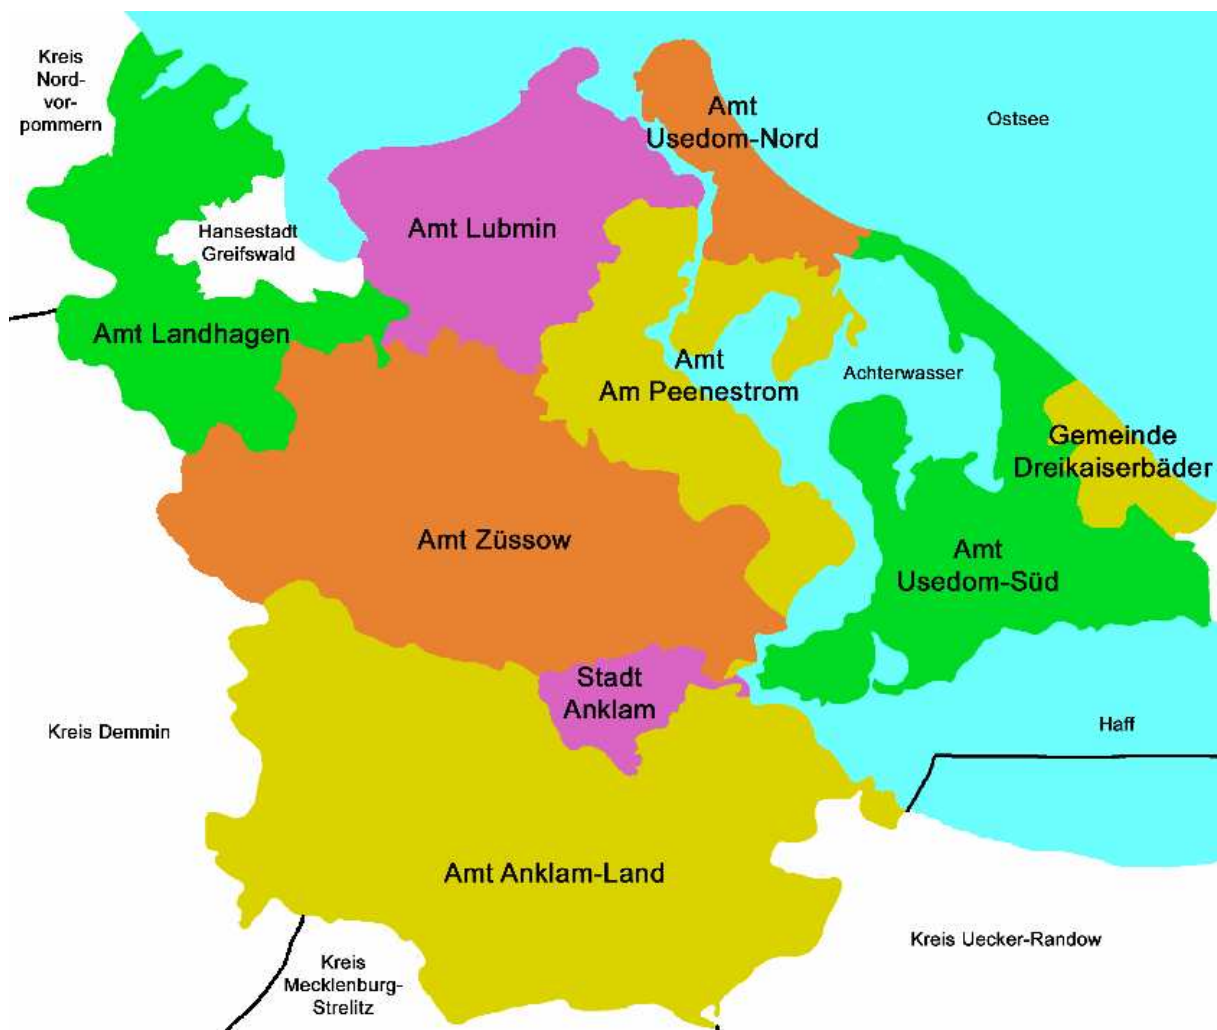 Kreis
Nord-
vor-
pommern
Amt
Usedom-Nord
Ostsee
Hansestadt
Greifswald
Amt Lubmin
Amt Landhagen
Amt
Am Peenestrom
Achterwasser
Gemeinde
Dreikaiserbäder
Amt Züssow
Amt
Usedom-Süd
Stadt
Anklam
Kreis Demmin
Haff
Amt Anklam-Land
Kreis Uecker-Randow
Kreis
Mecklenburg-
Strelitz